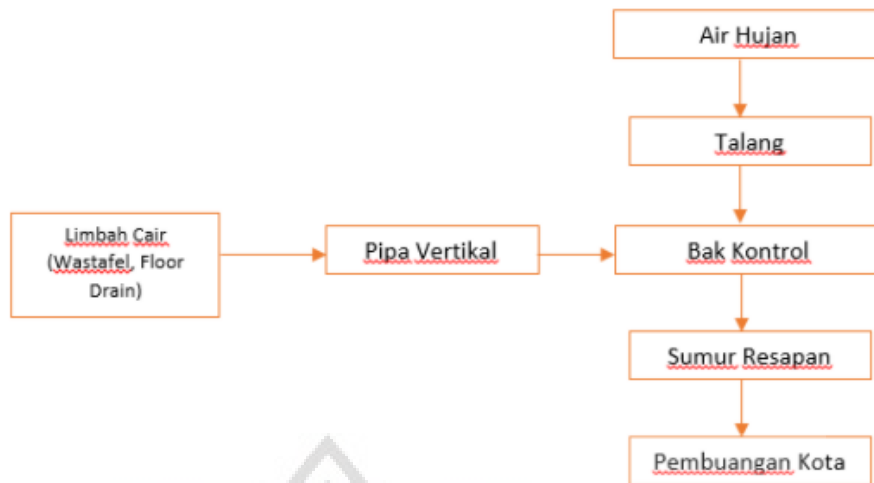 Air Hujan
Talang
Limbah Cair
(Wastafel, Floor
Drain)
Pipa Vertikal
Bak Kontrol
Sumur Resapan
Pembuangan Kota